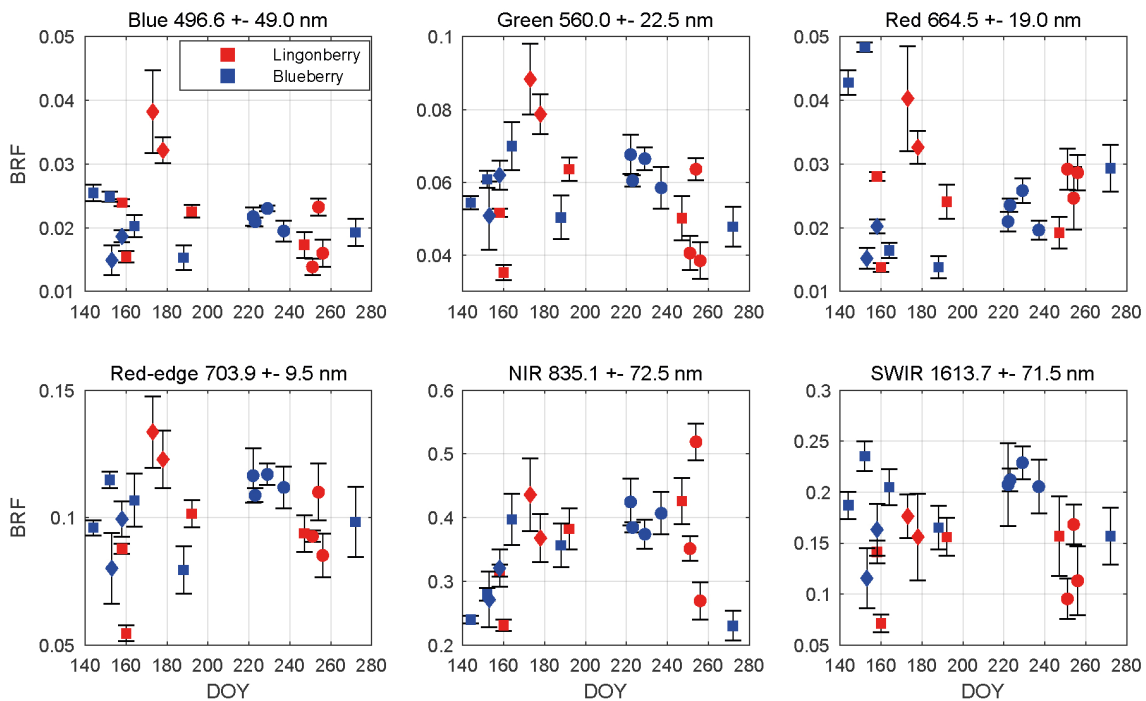 Blue 496.6 +- 49.0 nm
Green 560.0 +- 22.5 nm
Red 664.5 +- 19.0 nm
0.05
0.04
0.03
0.02
0.01
BRF
Lingonberry
Blueberry
140 160 180 200 220 240 260 280
0.1
0.08
0.06
0.04
140 160 180 200 220 240 260 280
0.05
0.04
0.03
0.02
0.01
140 160 180 200 220 240 260 280
Red-edge 703.9 +- 9.5 nm
NIR 835.1 +- 72.5 nm
SWIR 1613.7 +- 71.5 nm
0.15
0.1
0.05
BRF
140 160 180 200 220 240 260 280
DOY
0.6
0.5
0.4
0.3
0.2
140 160 180 200 220 240 260 280
DOY
0.3
0.25
0.2
0.15
0.1
0.05
140 160 180 200 220 240 260 280
DOY